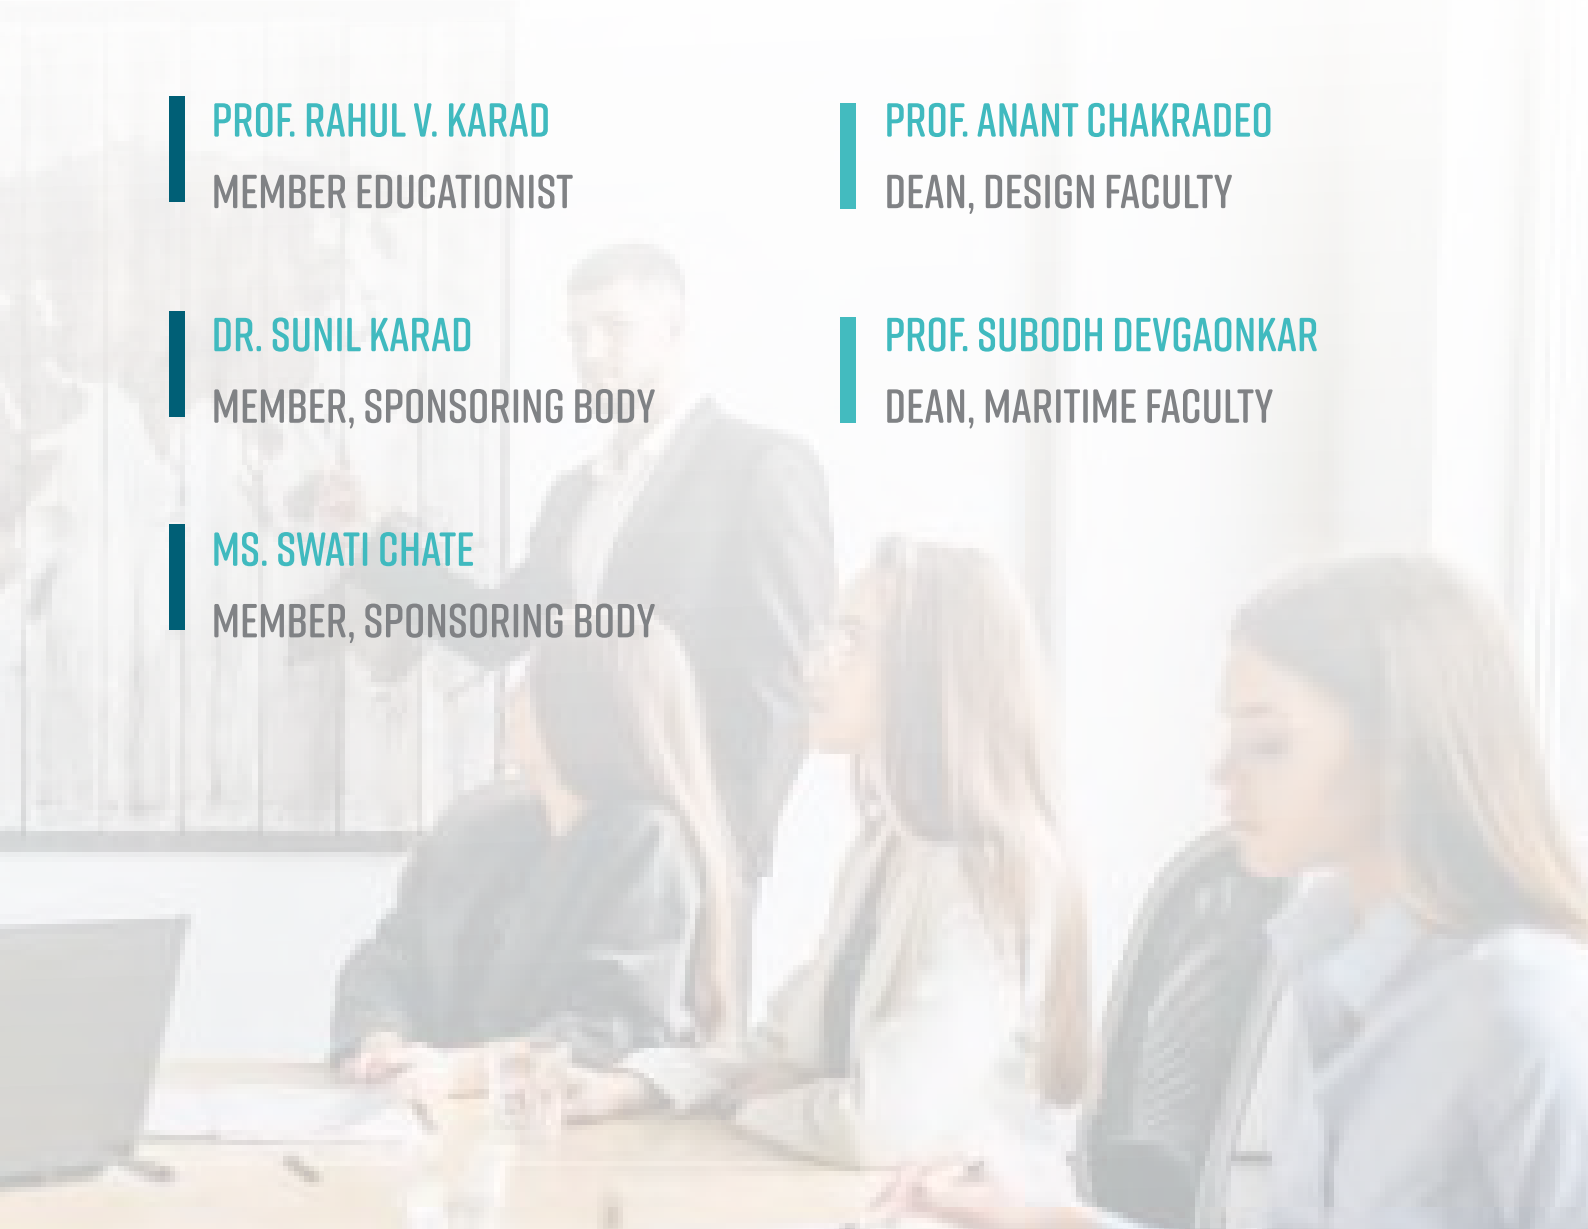 PROF. RAHUL V. KARAD
MEMBER EDUCATIONIST
DR. SUNIL KARAD
MEMBER, SPONSORING BODY
MS. SWATI CHATE
MEMBER, SPONSORING BODY
PROF. ANANT CHAKRADEO
DEAN, DESIGN FACULTY
PROF. SUBODH DEVGAONKAR
DEAN, MARITIME FACULTY